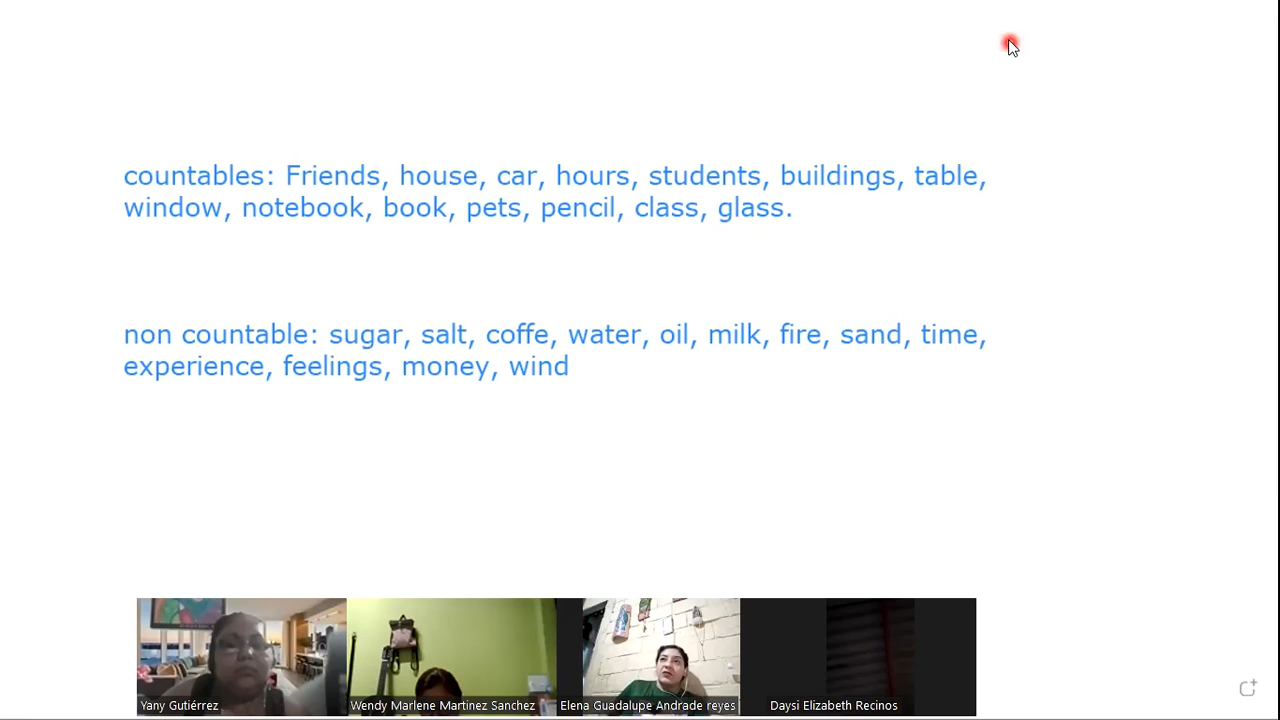 countables: Friends, house, car, hours, students, buildings, table,
window, notebook, book, pets, pencil, class, glass.
non countable: sugar, salt, coffe, water, oil, milk, fire, sand, time,
experience, feelings, money, wind
Yany Gutiérrez
Wendy Marlene Martinez Sanchez
Elena Guadalupe Andrade reyes
Daysi Elizabeth Recinos